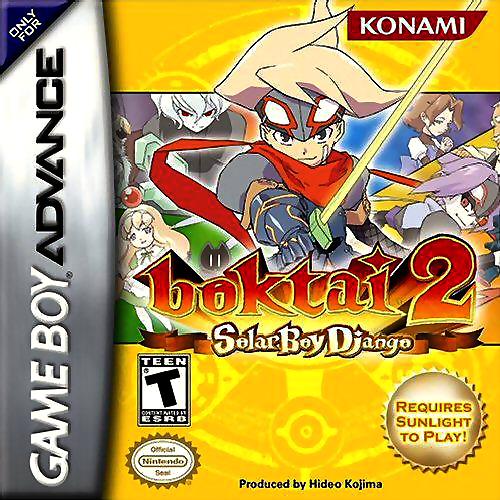 ONLY
FOR
GAME BOY ADVANCE
KONAMI
boktai 2
Solar Boy Django
TEEN
T
CONTENT RATED BY
ESRB
Official
Nintendo
Seal
REQUIRES
SUNLIGHT
TO PLAY!
Produced by Hideo Kojima